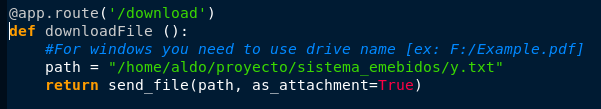 @app.route('/download')
def downloadFile ():
    #For windows you need to use drive name [ex: F:/Example.pdf]
    path = "/home/aldo/proyecto/sistema_emebidos/y.txt"
    return send_file(path, as_attachment=True)